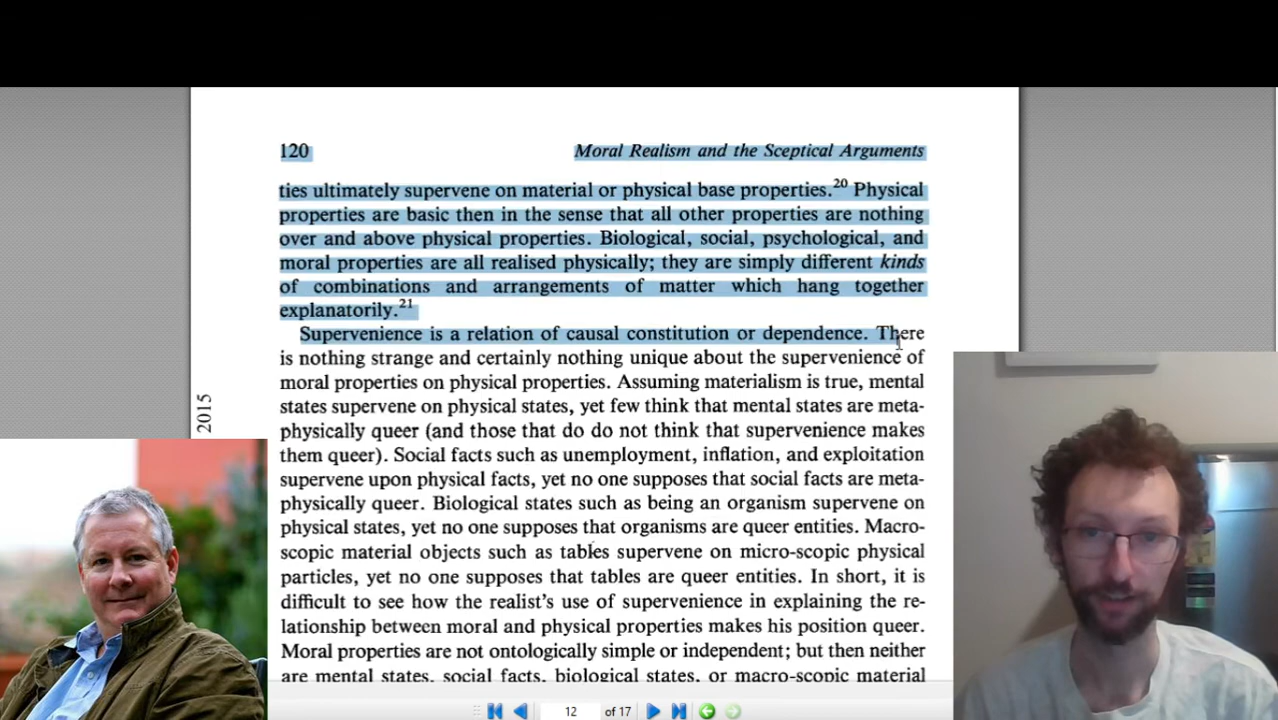 120 Moral Realism and the Sceptical Arguments
ties ultimately supervene on material or physical base properties.20 Physical
properties are basic then in the sense that all other properties are nothing
over and above physical properties. Biological, social, psychological, and
moral properties are all realised physically; they are simply different kinds
of combinations and arrangements of matter which hang together
explanatorily.21
Supervenience is a relation of causal constitution or dependence. There
is nothing strange and certainly nothing unique about the supervenience of
moral properties on physical properties. Assuming materialism is true, mental
states supervene on physical states, yet few think that mental states are meta-
physically queer (and those that do do not think that supervenience makes
them queer). Social facts such as unemployment, inflation, and exploitation
supervene upon physical facts, yet no one supposes that social facts are meta-
physically queer. Biological states such as being an organism supervene on
physical states, yet no one supposes that organisms are queer entities. Macro-
scopic material objects such as tables supervene on micro-scopic physical
particles, yet no one supposes that tables are queer entities. In short, it is
difficult to see how the realist's use of supervenience in explaining the re-
lationship between moral and physical properties makes his position queer.
Moral properties are not ontologically simple or independent; but then neither
are mental states, social facts, biological states, or macro-scopic material
2015
12 of 17